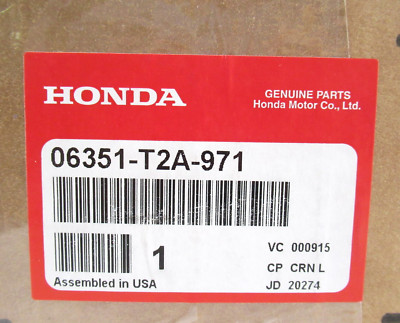 HONDA
GENUINE PARTS
Honda Motor Co., Ltd.
06351-T2A-971
1
VC 000915
CP CRN L
Assembled in USA
JD 20274